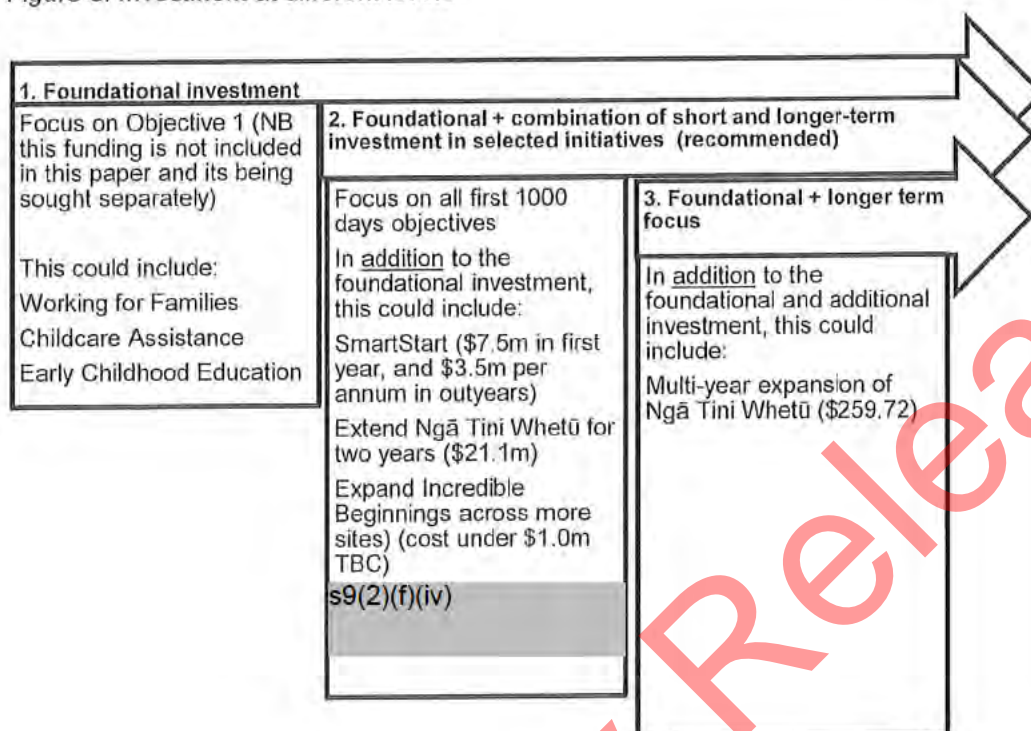 1. Foundational investment
Focus on Objective 1 (NB
this funding is not included
in this paper and its being
sought separately)
This could include:
Working for Families
Childcare Assistance
Early Childhood Education
2. Foundational + combination of short and longer-term
investment in selected initiatives (recommended)
Focus on all first 1000
days objectives
In addition to the
foundational investment,
this could include:
SmartStart ($7.5m in first
year, and $3.5m per
annum in outyears)
Extend Ngā Tini Whetū for
two years ($21.1m)
Expand Incredible
Beginnings across more
sites) (cost under $1.0m
TBC)
s9(2)(f)(iv)
3. Foundational + longer term
focus
In addition to the
foundational and additional
investment, this could
include:
Multi-year expansion of
Ngā Tini Whetū ($259.72)
Relea